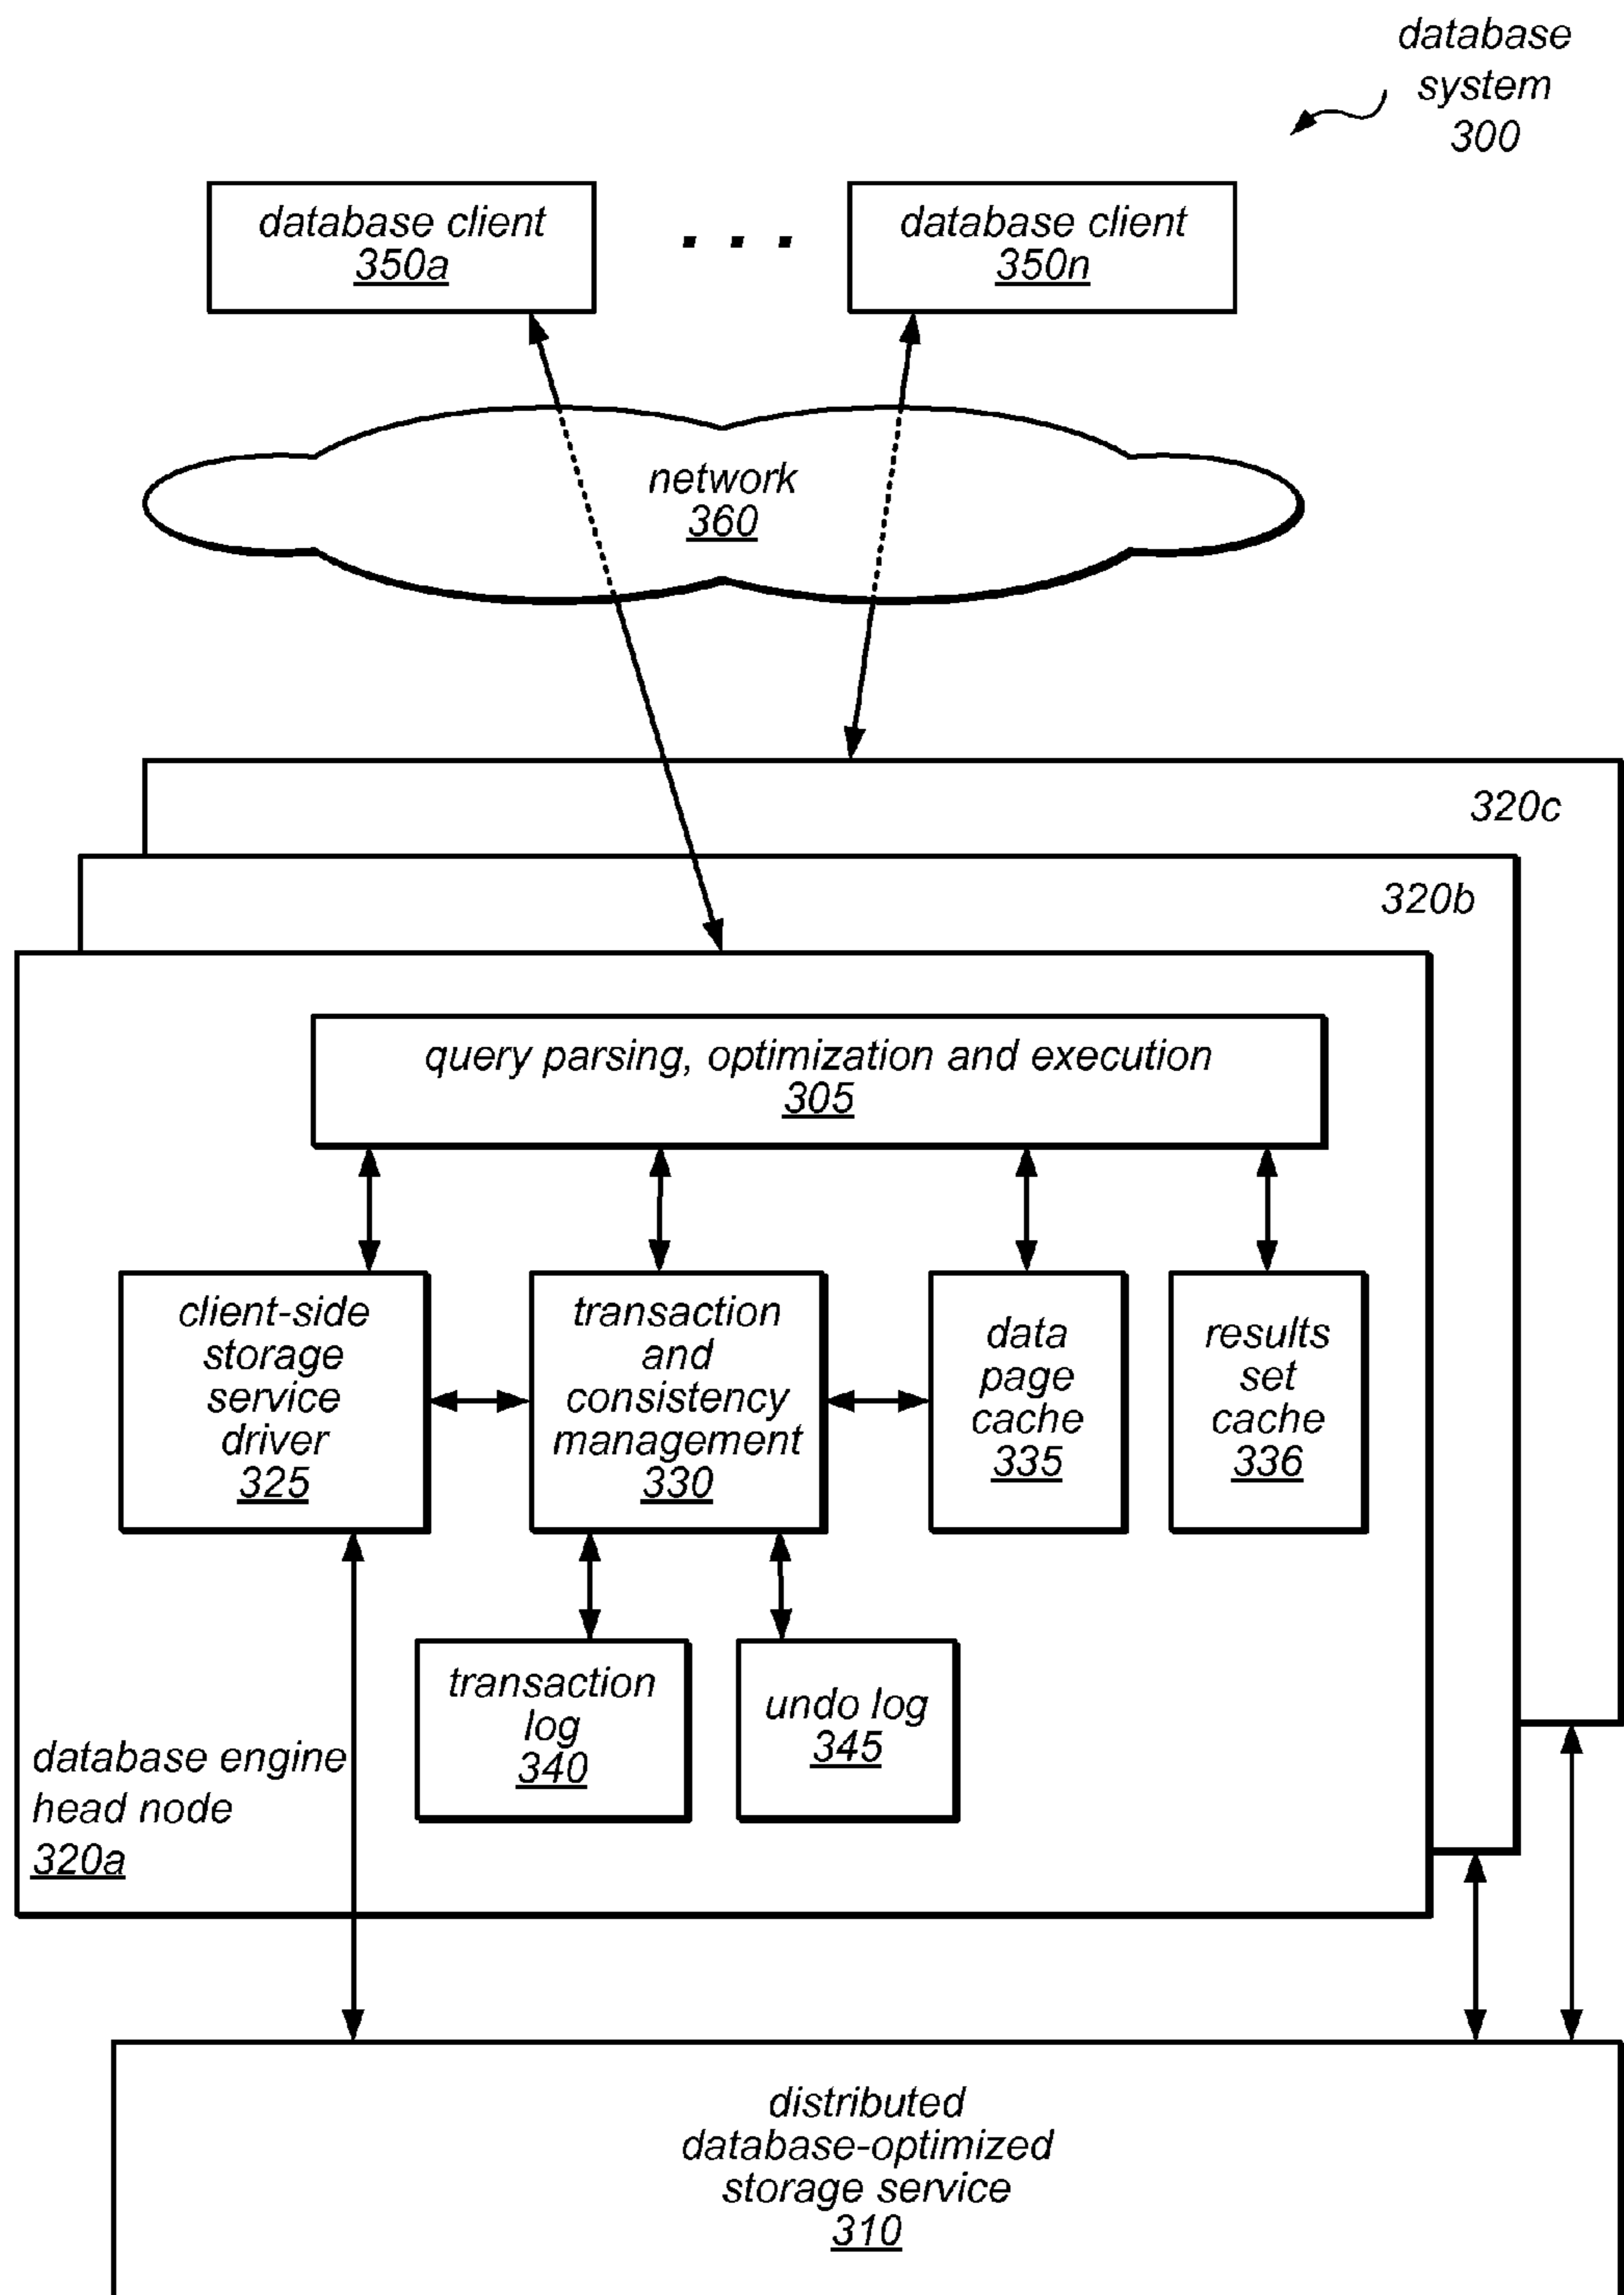 database
system
300
database client
350a
. . .
database client
350n
network
360
320c
320b
query parsing, optimization and execution
305
client-side
storage
service
driver
325
transaction
and
consistency
management
330
data
page
cache
335
results
set
cache
336
transaction
log
340
undo log
345
database engine
head node
320a
distributed
database-optimized
storage service
310